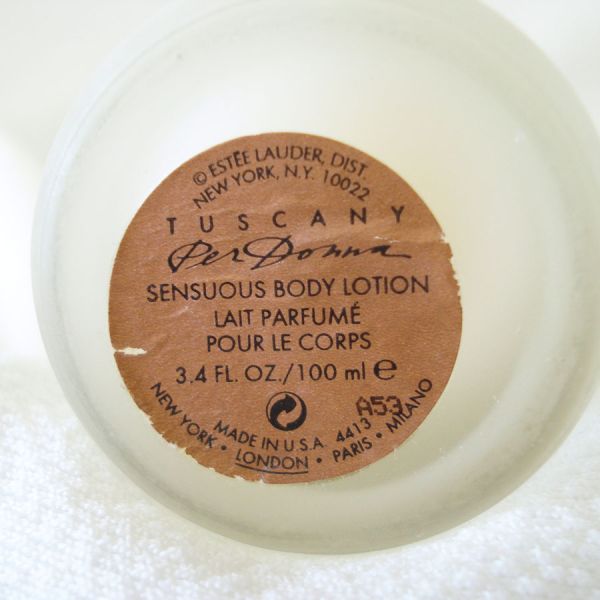 © ESTĒE LAUDER, DIST.
NEW YORK, N.Y. 10022
TUSCANY
Per Donna
SENSUOUS BODY LOTION
LAIT PARFUMÉ
POUR LE CORPS
3.4 FL. OZ./100 ml ℮
A53
MADE IN U.S.A. 4413
NEW YORK • LONDON • PARIS • MILANO